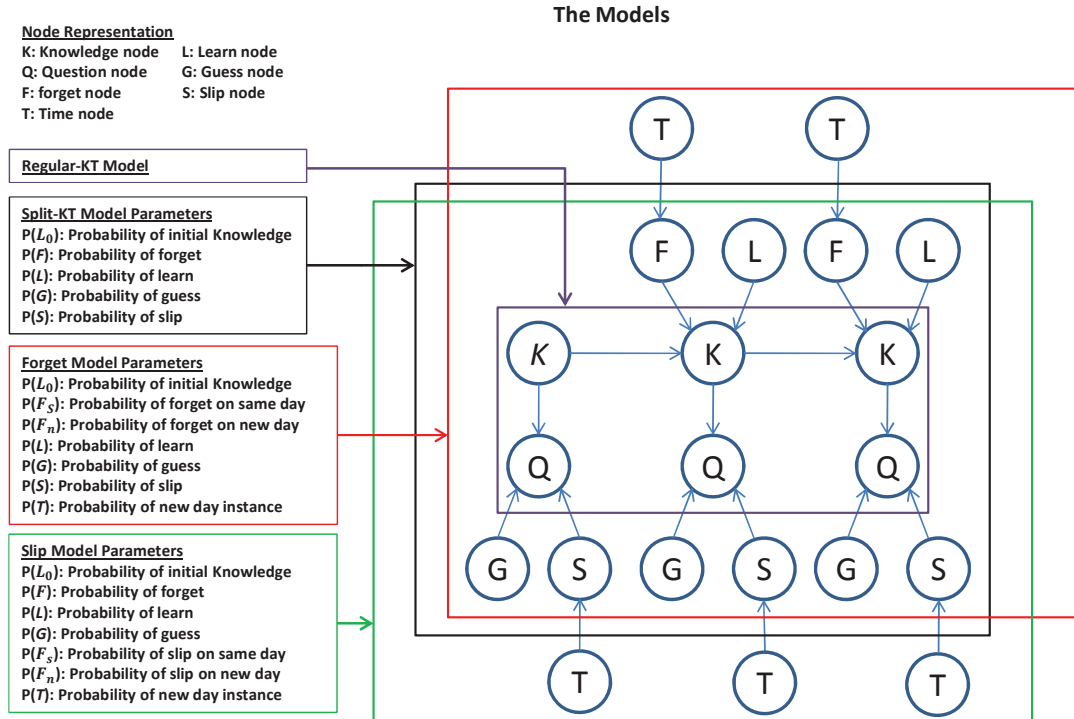 The Models
Node Representation
K: Knowledge node L: Learn node
Q: Question node G: Guess node
F: forget node S: Slip node
T: Time node
Regular-KT Model
Split-KT Model Parameters
P(L₀): Probability of initial Knowledge
P(F): Probability of forget
P(L): Probability of learn
P(G): Probability of guess
P(S): Probability of slip
Forget Model Parameters
P(L₀): Probability of initial Knowledge
P(F_S): Probability of forget on same day
P(F_n): Probability of forget on new day
P(L): Probability of learn
P(G): Probability of guess
P(S): Probability of slip
P(T): Probability of new day instance
Slip Model Parameters
P(L₀): Probability of initial Knowledge
P(F): Probability of forget
P(L): Probability of learn
P(G): Probability of guess
P(F_s): Probability of slip on same day
P(F_n): Probability of slip on new day
P(T): Probability of new day instance
T T
F L F L
K K K
Q Q Q
G S G S G S
T T T